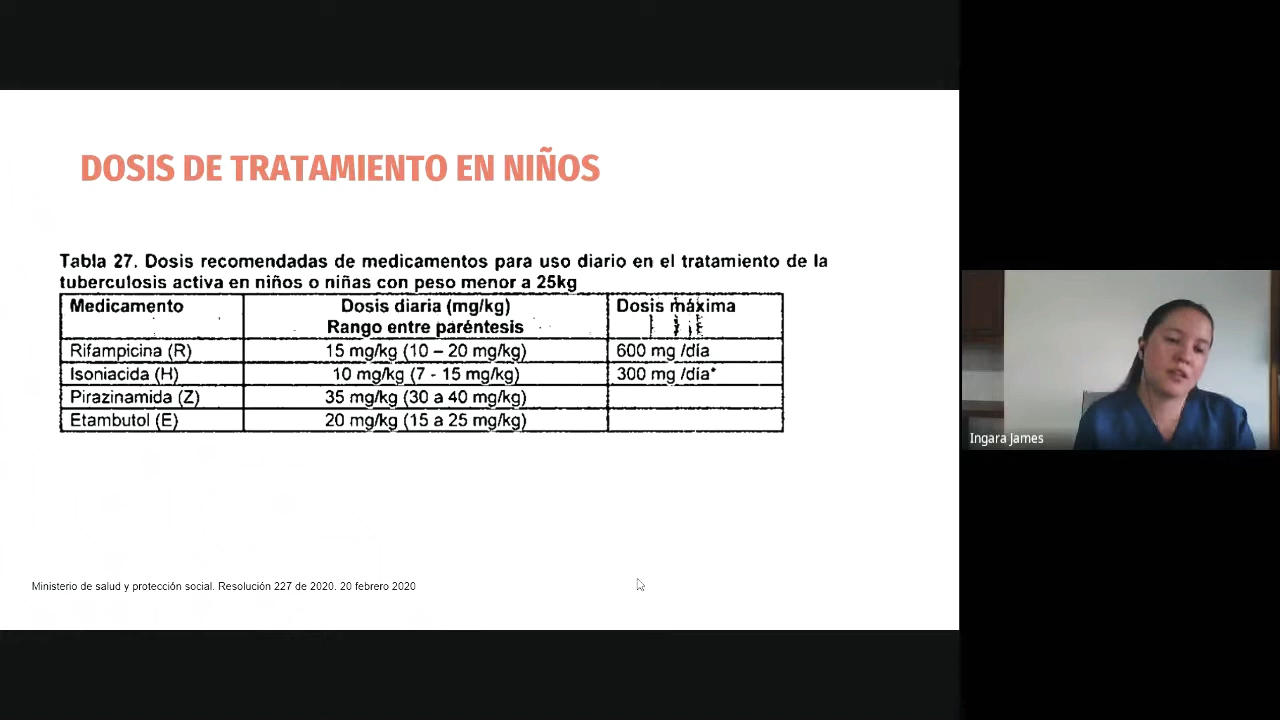 DOSIS DE TRATAMIENTO EN NIÑOS
Tabla 27. Dosis recomendadas de medicamentos para uso diario en el tratamiento de la
tuberculosis activa en niños o niñas con peso menor a 25kg
Medicamento Dosis diaria (mg/kg) Dosis máxima
Rango entre paréntesis
Rifampicina (R) 15 mg/kg (10 – 20 mg/kg) 600 mg /día
Isoniacida (H) 10 mg/kg (7 - 15 mg/kg) 300 mg /día*
Pirazinamida (Z) 35 mg/kg (30 a 40 mg/kg)
Etambutol (E) 20 mg/kg (15 a 25 mg/kg)
Ingara James
Ministerio de salud y protección social. Resolución 227 de 2020. 20 febrero 2020